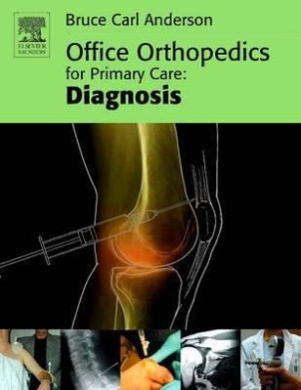 Bruce Carl Anderson
ELSEVIER
SAUNDERS
Office Orthopedics
for Primary Care:
Diagnosis